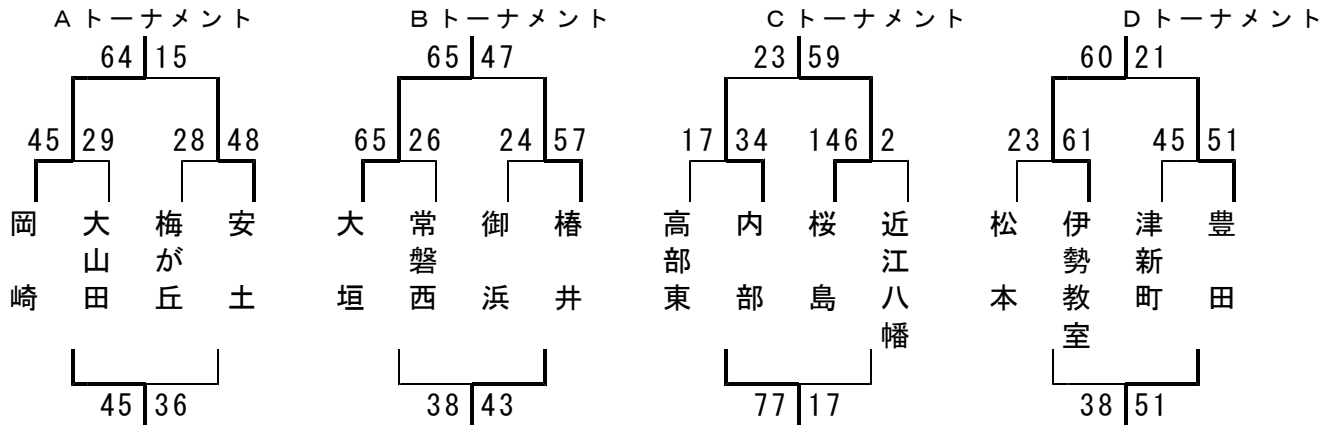 Ａトーナメント Ｂトーナメント Ｃトーナメント Ｄトーナメント
64 15 65 47 23 59 60 21
45 29 28 48 65 26 24 57 17 34 146 2 23 61 45 51
岡崎 大山田 梅が丘 安土 大垣 常磐西 御浜 椿井 高部東 内部 桜島 近江八幡 松本 伊勢教室 津新町 豊田
45 36 38 43 77 17 38 51